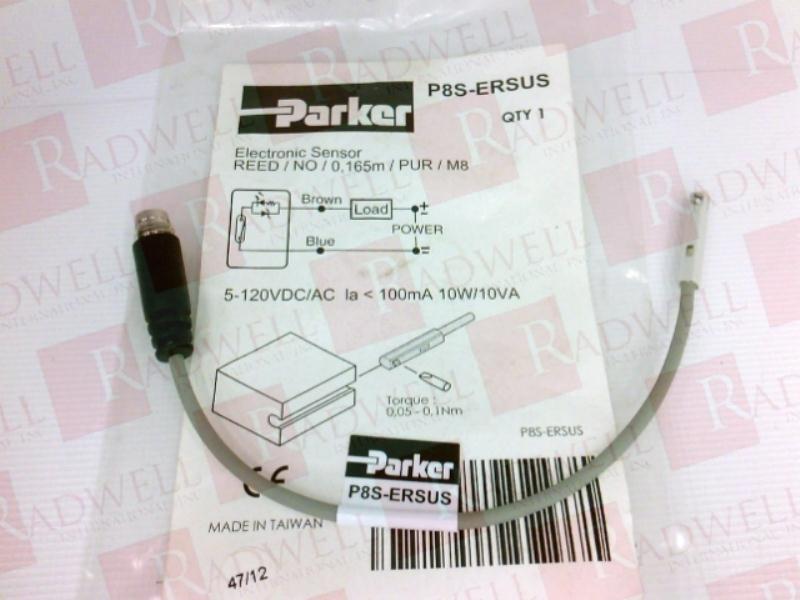 Parker
P8S-ERSUS
QTY 1
Electronic Sensor
REED / NO / 0,165m / PUR / M8
Brown
Load
±
POWER
Blue
=
5-120VDC/AC Ia < 100mA 10W/10VA
Torque :
0,05 - 0,1Nm
P8S-ERSUS
Parker
P8S-ERSUS
CE
MADE IN TAIWAN
47/12
RADWELL
INTERNATIONAL, INC.